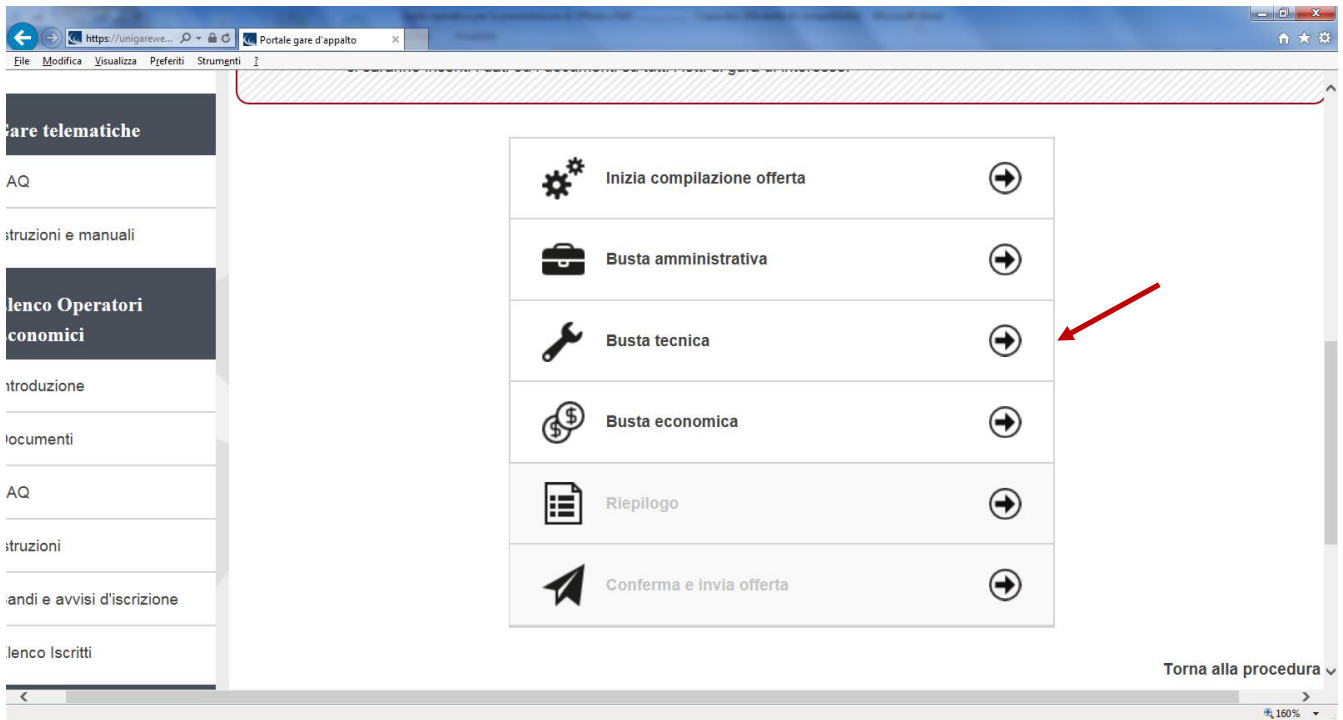 https://unigarewe...
Portale gare d'appalto
File Modifica Visualizza Preferiti Strumenti ?
are telematiche
AQ
struzioni e manuali
lenco Operatori
conomici
ntroduzione
ocumenti
AQ
struzioni
andi e avvisi d'iscrizione
lenco Iscritti
Inizia compilazione offerta
Busta amministrativa
Busta tecnica
Busta economica
Riepilogo
Conferma e invia offerta
Torna alla procedura
160%